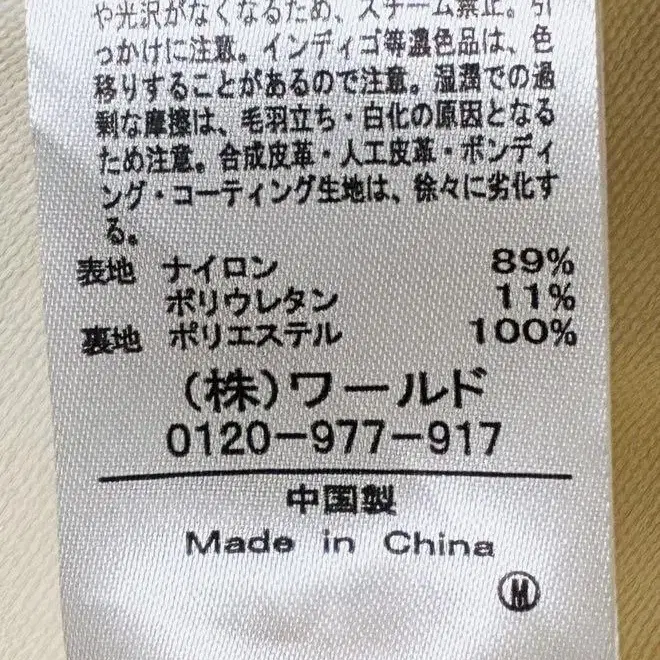 や光沢がなくなるため、スチーム禁止。引
っかけに注意。インディゴ等濃色品は、色
移りすることがあるので注意。湿潤での過
剰な摩擦は、毛羽立ち・白化の原因となる
ため注意。合成皮革・人工皮革・ボンディ
ング・コーティング生地は、徐々に劣化す
る。
表地 ナイロン 89%
ポリウレタン 11%
裏地 ポリエステル 100%
(株)ワールド
0120-977-917
中国製
Made in China
M